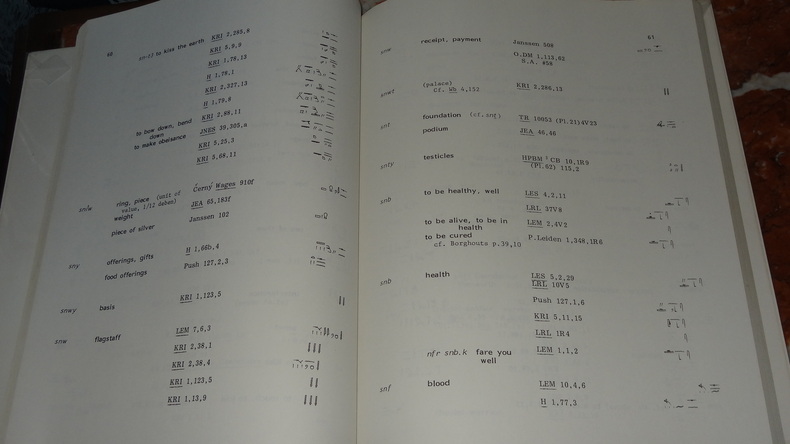 60
sn-t3 to kiss the earth KRI 2,285,8
KRI 5,8,9
KRI 1,78,13
H 1,78,1
KRI 2,327,13
H 1,79,8
KRI 2,68,11
to bow down, bend down JNES 39,305,a
to make obeisance
KRI 5,25,3
KRI 5,68,11
ring, piece (unit of value, 1/12 deben) Černý Wages 910f
weight JEA 65,183f
piece of silver Janssen 102
sny offerings, gifts H 1,66b,4
food offerings Push 127,2,3
snwy basis KRI 1,123,5
snw flagstaff LEM 7,6,3
KRI 2,38,1
KRI 2,38,4
KRI 1,123,5
KRI 1,13,9
61
snw receipt, payment Janssen 508
O.DM 1,113,63
S.A. #58
snwt (palace) KRI 2,286,13
Cf. Wb 4,152
snt foundation (cf.snṯ) TR 10053 (Pl.21)4V23
podium JEA 46,46
testicles HPBM 3 CB 10,1R9
(Pl.62) 115,2
snb to be healthy, well LES 4,2,11
LRL 37V8
to be alive, to be in health LEM 2,4V2
to be cured P.Leiden 1,348,1R6
cf. Borghouts p.39,10
snb health LES 5,2,29
LRL 10V5
Push 127,1,6
KRI 5,11,15
LRL 1R4
nfr snb.k fare you well LEM 1,1,2
snf blood LEM 10,4,6
H 1,77,3